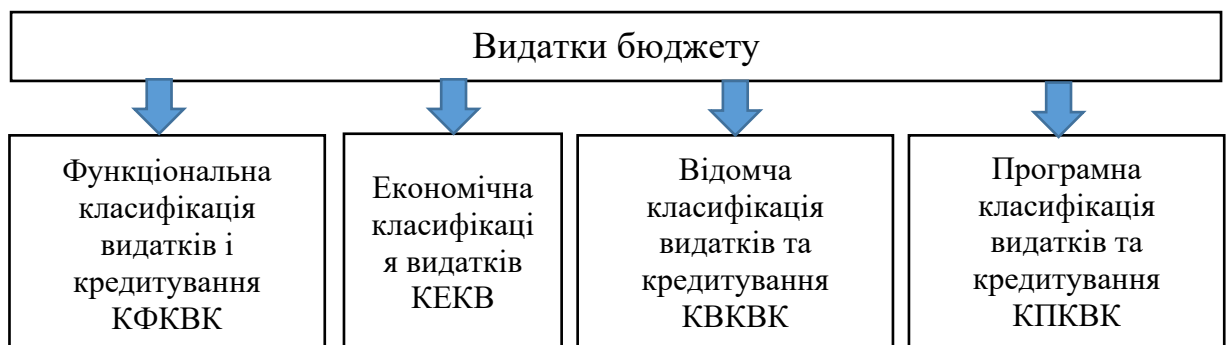 Видатки бюджету
Функціональна
класифікація
видатків і
кредитування
КФКВК
Економічна
класифікаці
я видатків
КЕКВ
Відомча
класифікація
видатків та
кредитування
КВКВК
Програмна
класифікація
видатків та
кредитування
КПКВК